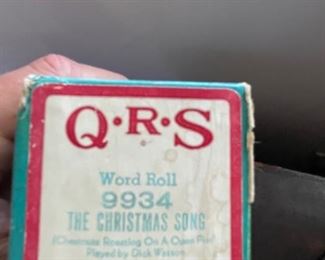 Q·R·S
Word Roll
9934
THE CHRISTMAS SONG
(Chestnuts Roasting On A Open Fire)
Played by Dick Watson